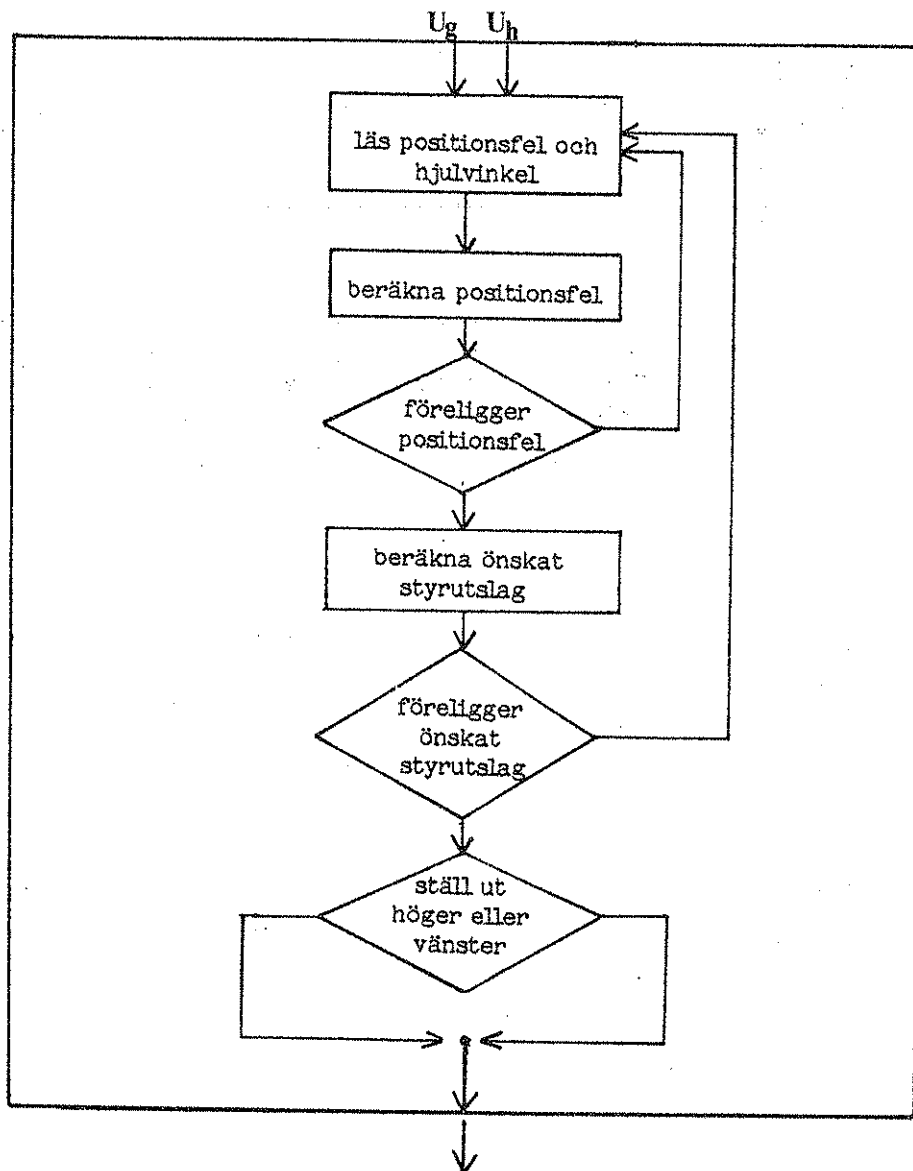 Ug Uh
läs positionsfel och
hjulvinkel
beräkna positionsfel
föreligger
positionsfel
beräkna önskat
styrutslag
föreligger
önskat
styrutslag
ställ ut
höger eller
vänster